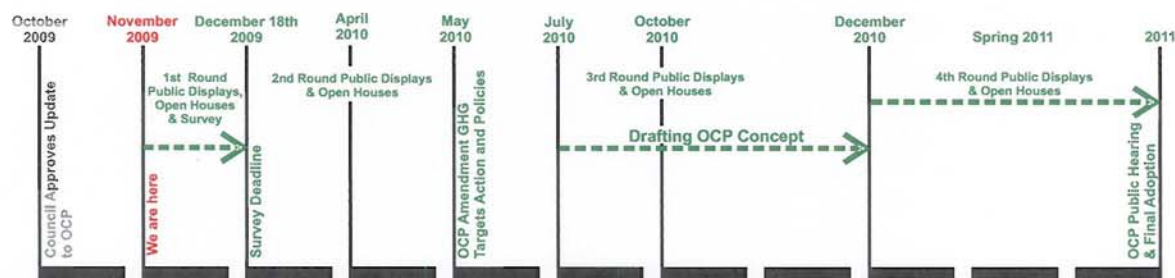 October
2009
November
2009
December 18th
2009
April
2010
May
2010
July
2010
October
2010
December
2010
Spring 2011
2011
1st Round
Public Displays,
Open Houses
& Survey
2nd Round Public Displays
& Open Houses
3rd Round Public Displays
& Open Houses
4th Round Public Displays
& Open Houses
Drafting OCP Concept
Council Approves Update
to OCP
We are here
Survey Deadline
OCP Amendment GHG
Targets Action and Policies
OCP Public Hearing
& Final Adoption